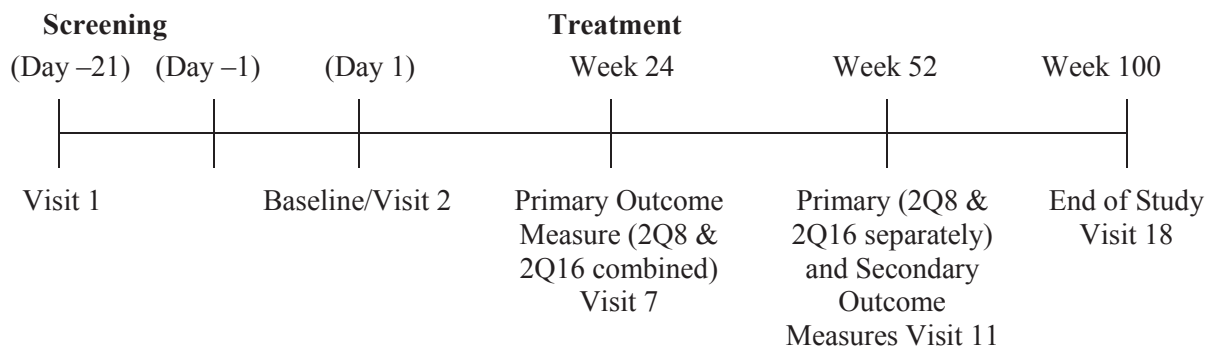 Screening Treatment
(Day –21) (Day –1) (Day 1) Week 24 Week 52 Week 100
Visit 1 Baseline/Visit 2 Primary Outcome Primary (2Q8 & End of Study
Measure (2Q8 & 2Q16 separately) Visit 18
2Q16 combined) and Secondary
Visit 7 Outcome
Measures Visit 11